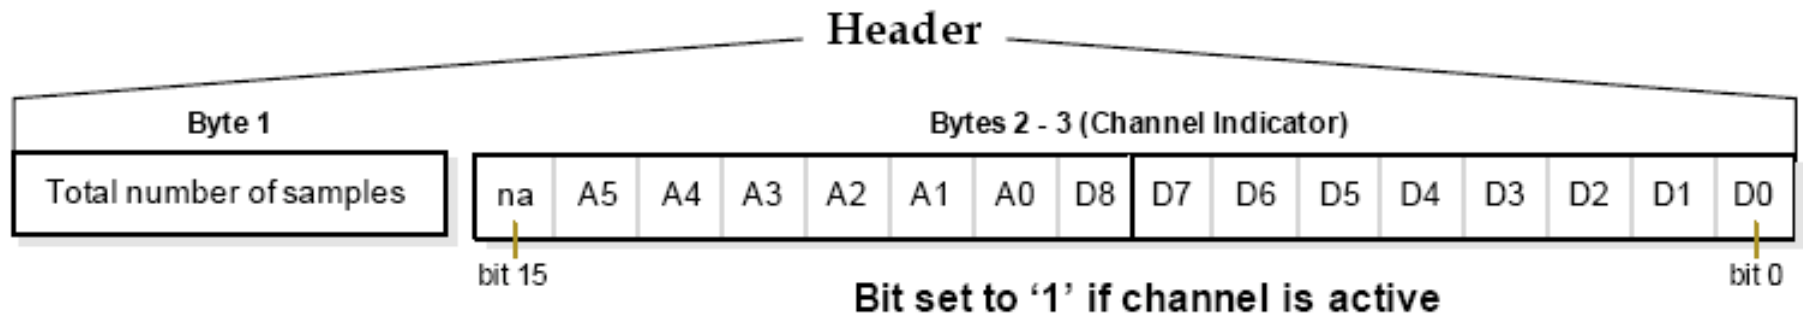 Header
Byte 1
Bytes 2 - 3 (Channel Indicator)
Total number of samples
na A5 A4 A3 A2 A1 A0 D8 D7 D6 D5 D4 D3 D2 D1 D0
bit 15
bit 0
Bit set to ‘1’ if channel is active